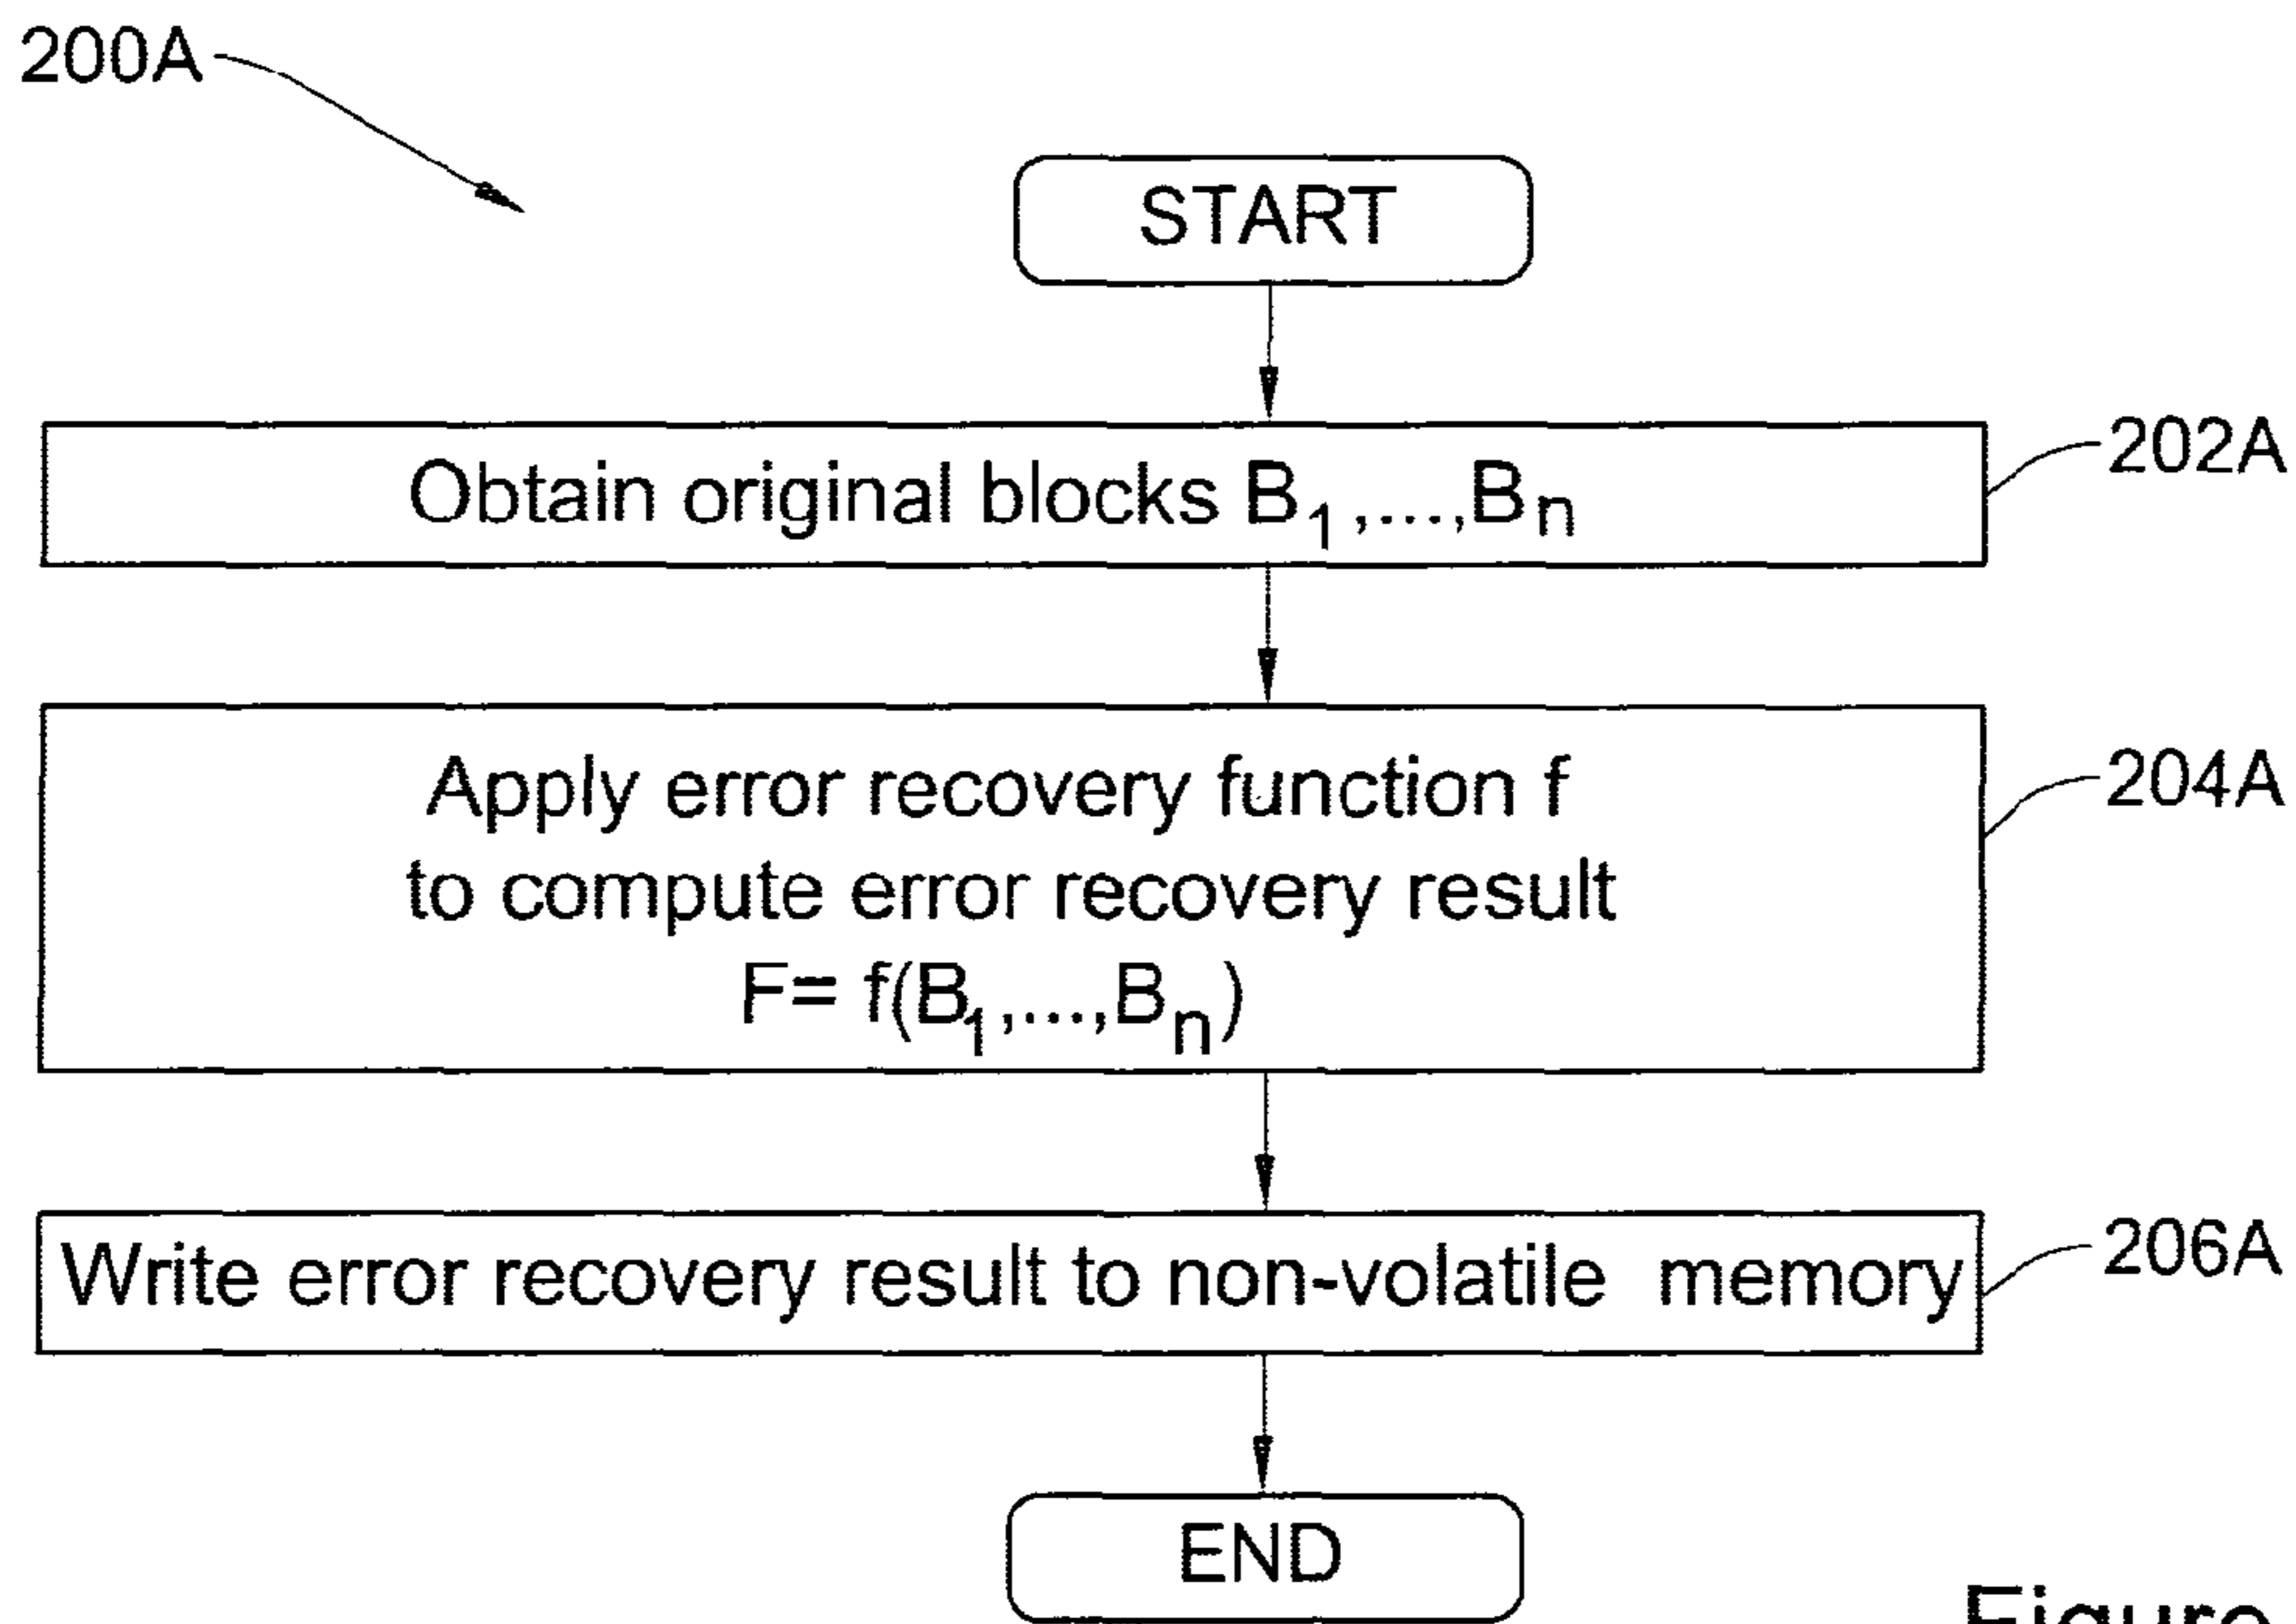 200A
START
Obtain original blocks B₁,...,Bₙ
202A
Apply error recovery function f
to compute error recovery result
F= f(B₁,...,Bₙ)
204A
Write error recovery result to non-volatile memory
206A
END
Figure